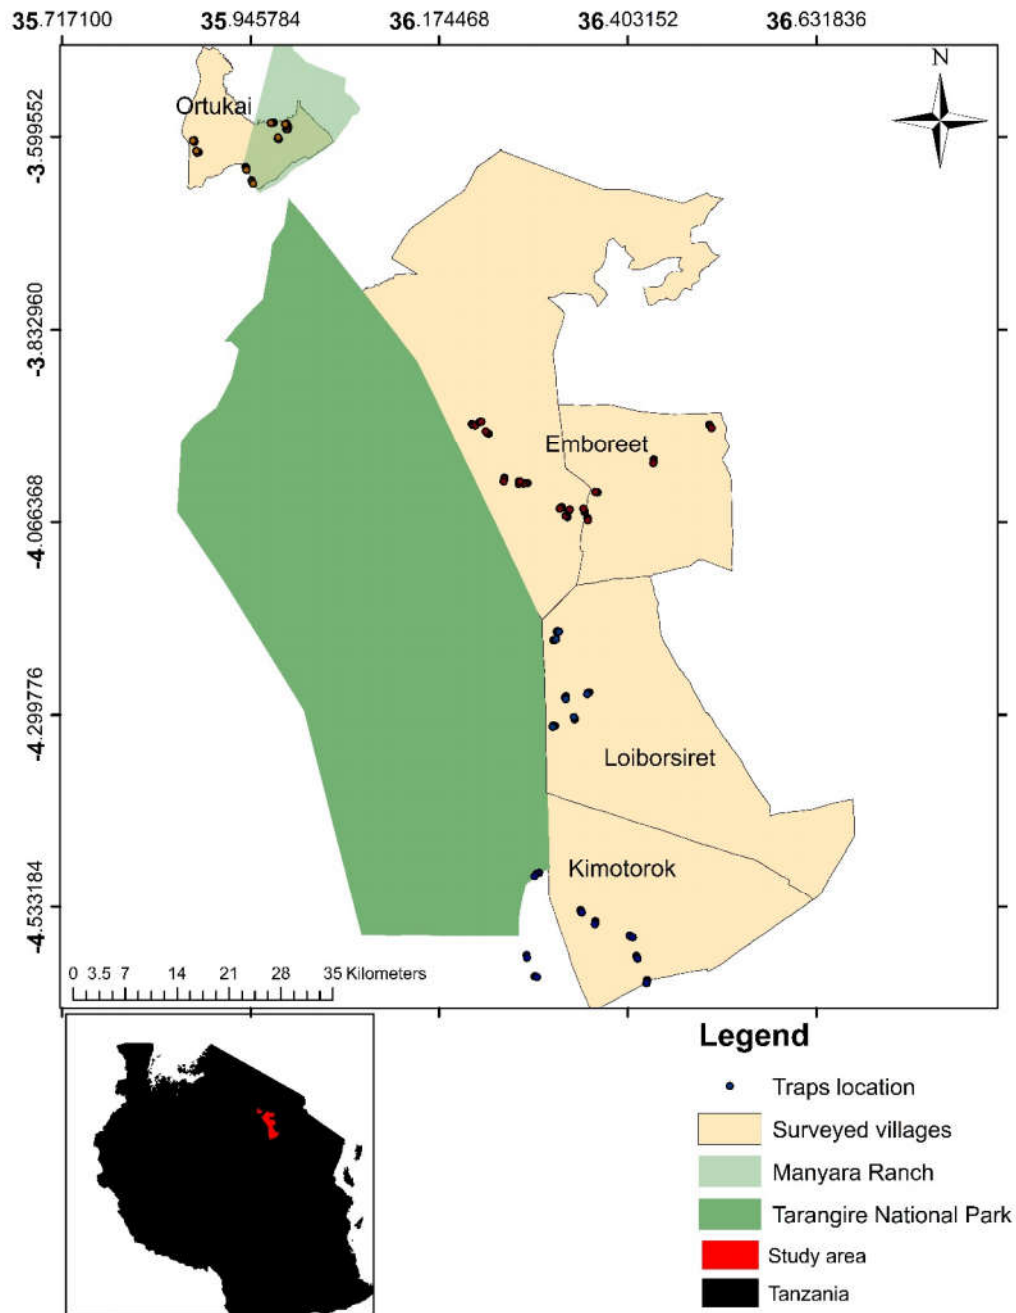 35.717100 35.945784 36.174468 36.403152 36.631836
N
-3.599552
Ortukai
-3.832960
Emboreet
-4.066368
-4.299776
Loiborsiret
Kimotorok
-4.533184
0 3.5 7 14 21 28 35 Kilometers
Legend
Traps location
Surveyed villages
Manyara Ranch
Tarangire National Park
Study area
Tanzania